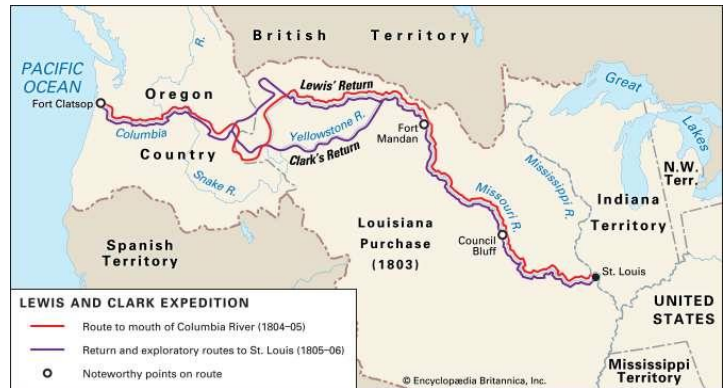 British Territory
PACIFIC
OCEAN
R.
Fort Clatsop
Oregon
Country
Columbia
Snake R.
Lewis' Return
Yellowstone R.
Clark's Return
Fort
Mandan
Great
Lakes
Mississippi R.
Missouri R.
N.W.
Terr.
Indiana
Territory
Louisiana
Purchase
(1803)
Council
Bluff
St. Louis
Spanish
Territory
UNITED
STATES
Mississippi
Territory
LEWIS AND CLARK EXPEDITION
Route to mouth of Columbia River (1804–05)
Return and exploratory routes to St. Louis (1805–06)
Noteworthy points on route
© Encyclopædia Britannica, Inc.